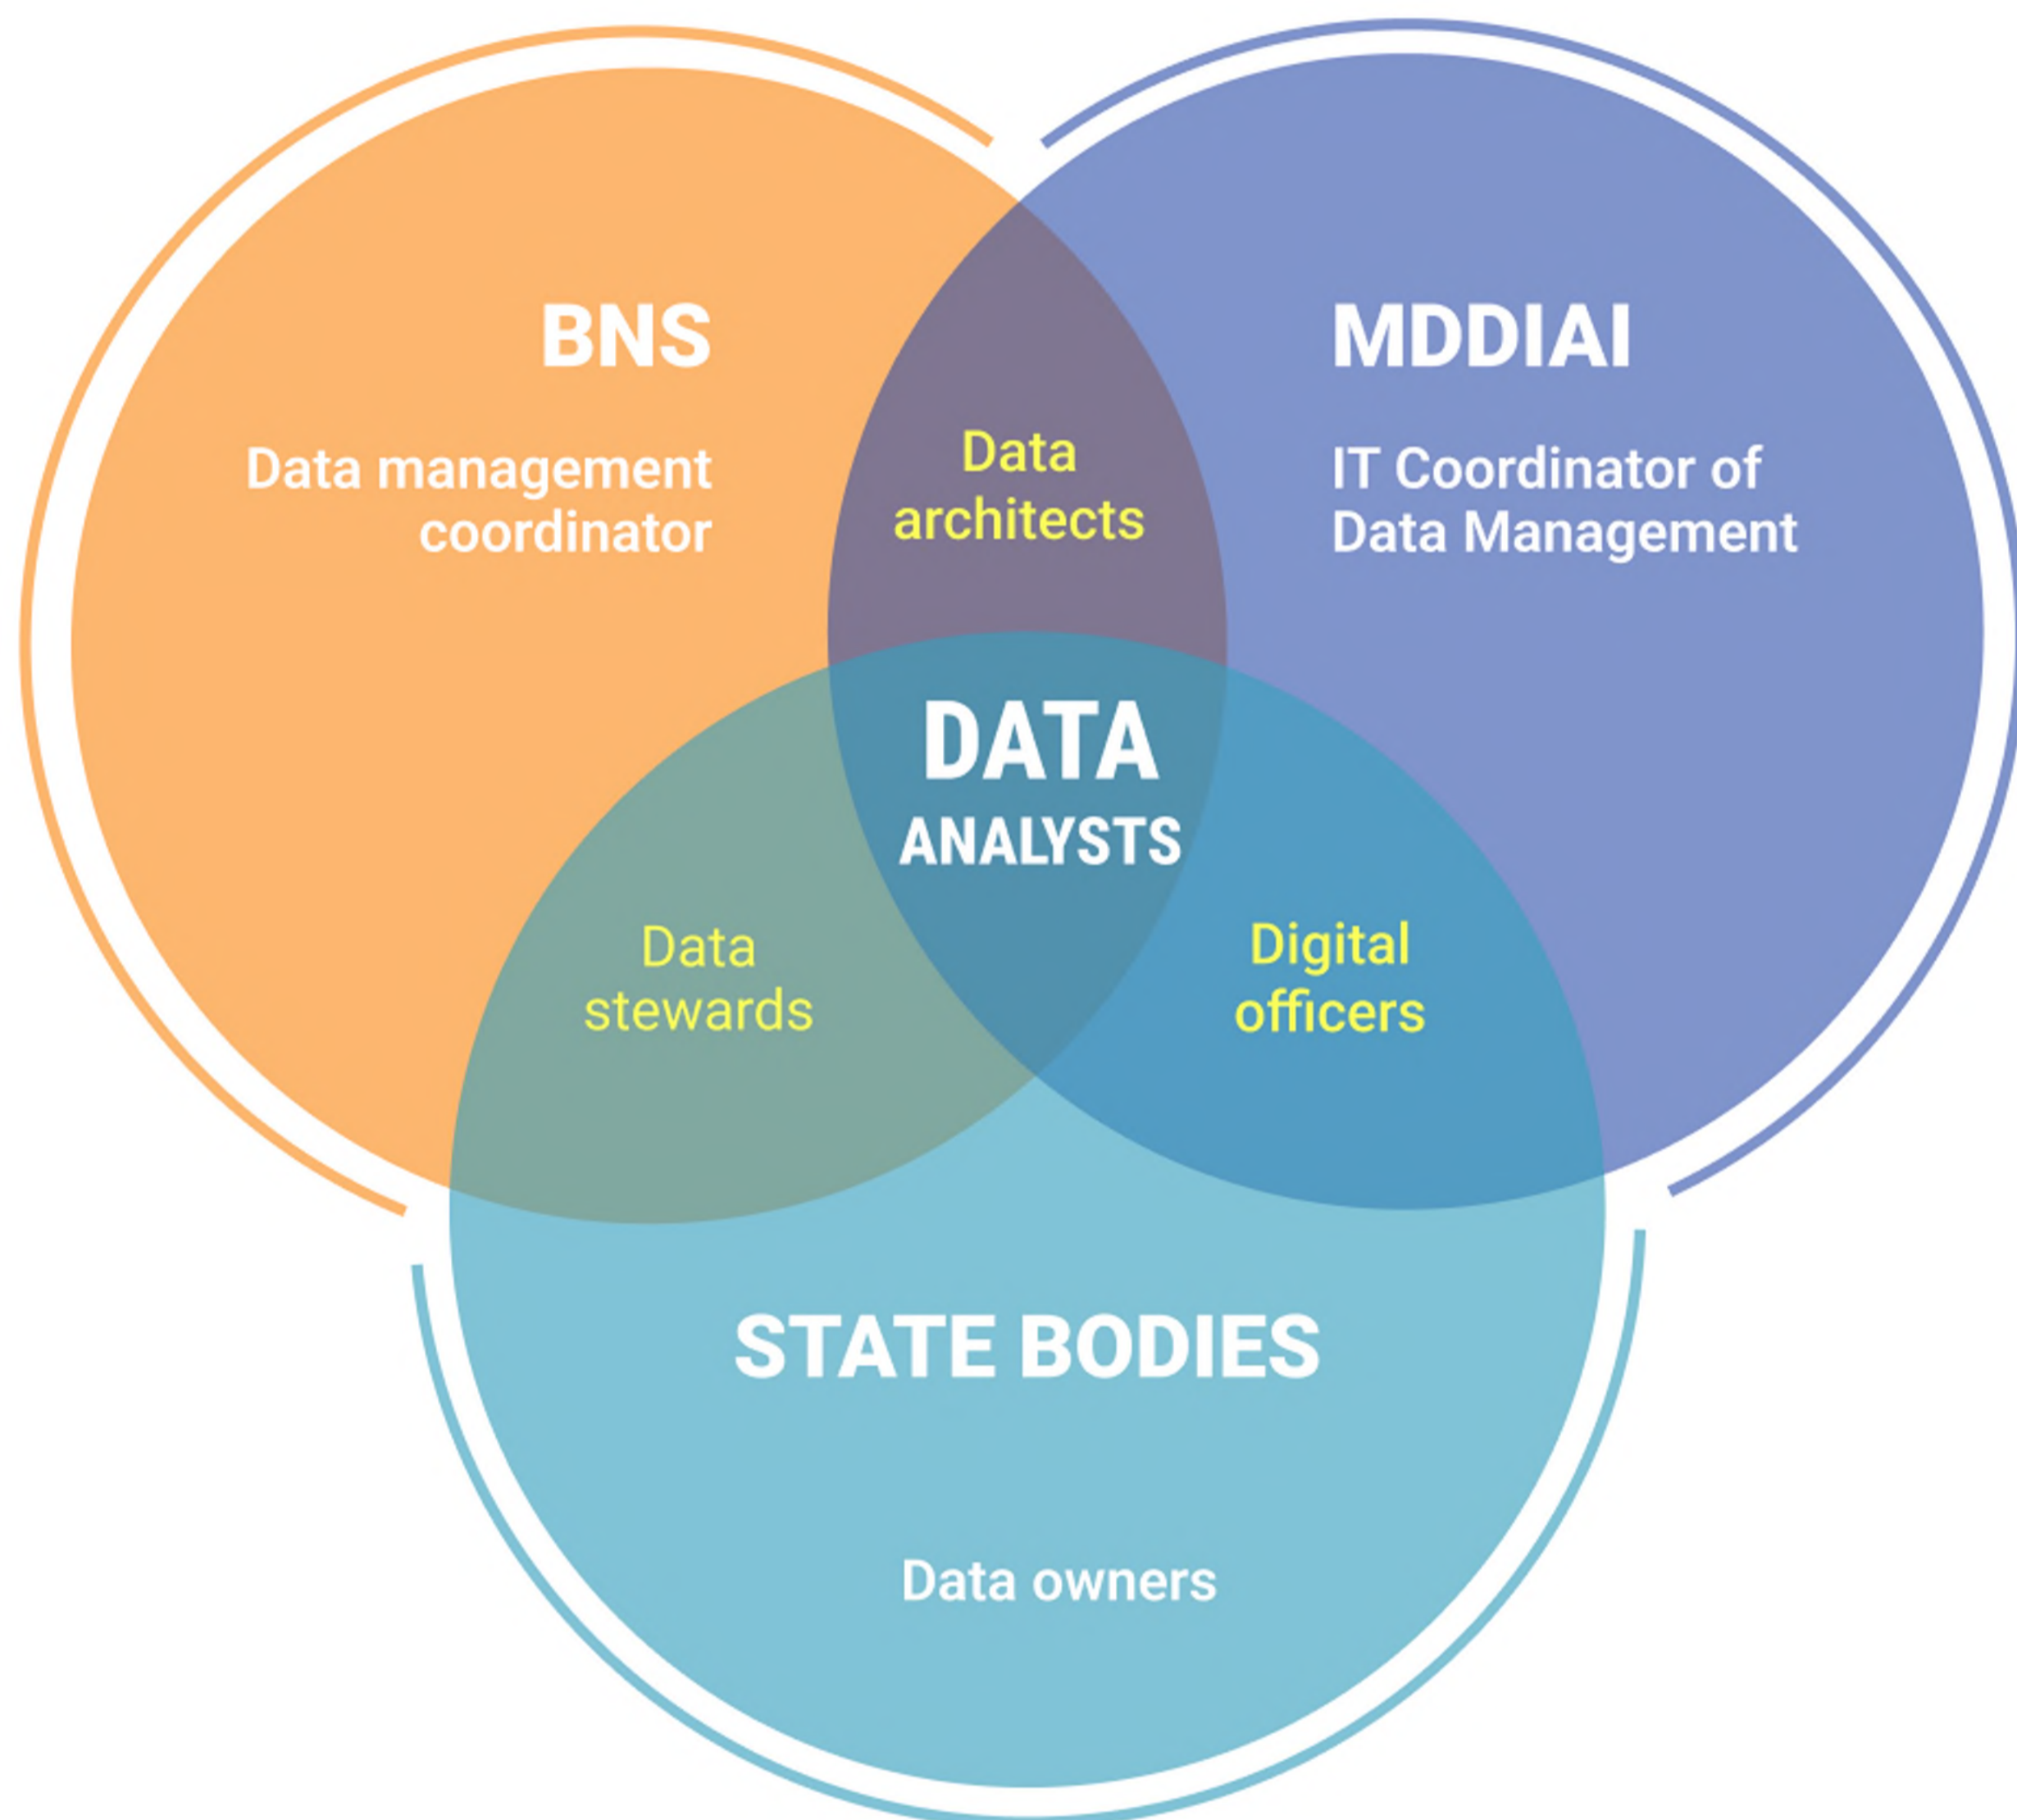 BNS
Data management
coordinator
MDDIAI
IT Coordinator of
Data Management
Data
architects
DATA
ANALYSTS
Data
stewards
Digital
officers
STATE BODIES
Data owners